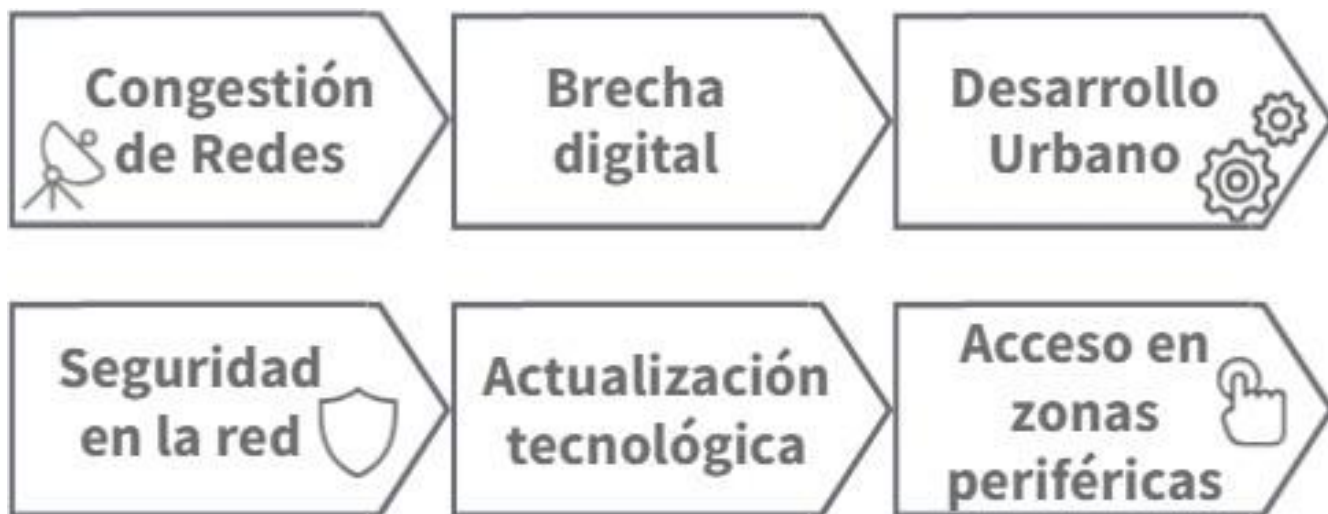 Congestión
de Redes
Brecha
digital
Desarrollo
Urbano
Seguridad
en la red
Actualización
tecnológica
Acceso en
zonas
periféricas